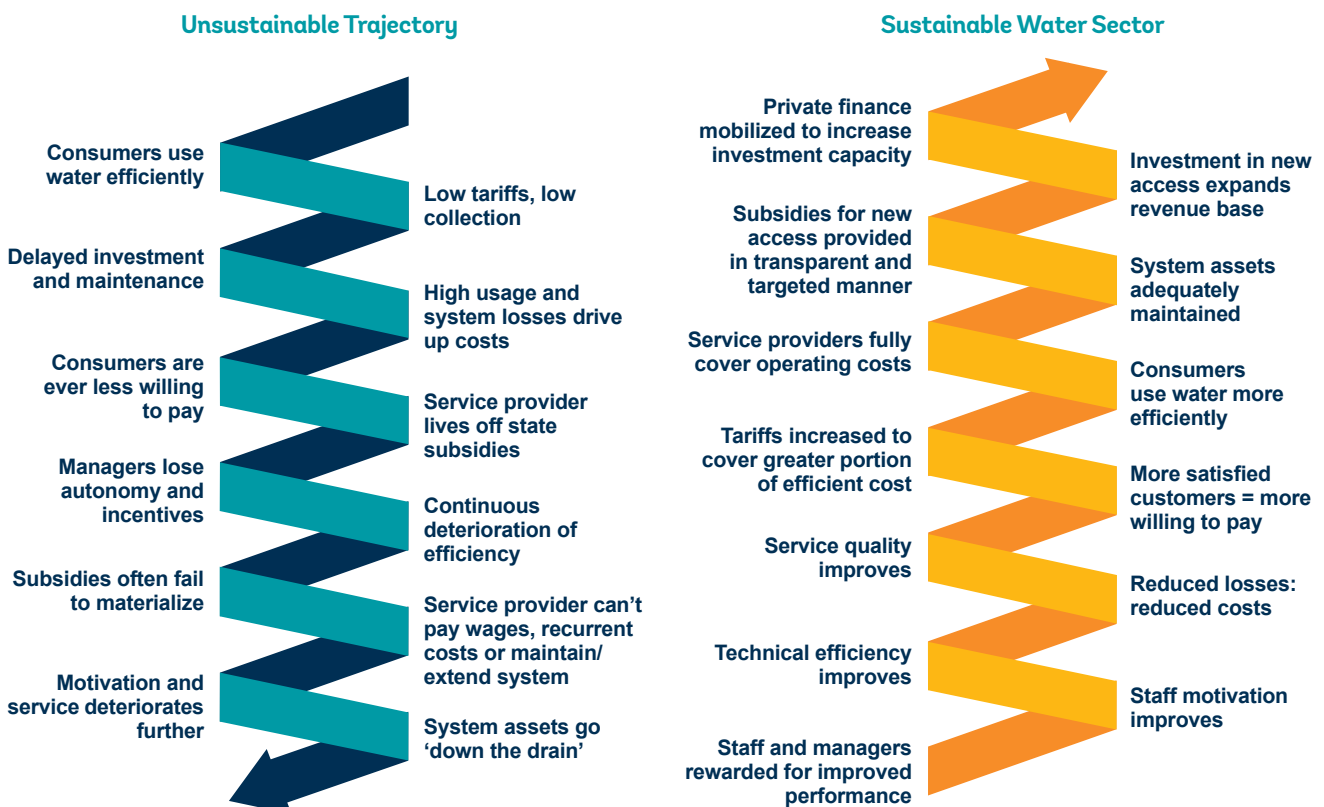 Unsustainable Trajectory
Consumers use
water efficiently
Low tariffs, low
collection
Delayed investment
and maintenance
High usage and
system losses drive
up costs
Consumers are
ever less willing
to pay
Service provider
lives off state
subsidies
Managers lose
autonomy and
incentives
Continuous
deterioration of
efficiency
Subsidies often fail
to materialize
Service provider can’t
pay wages, recurrent
costs or maintain/
extend system
Motivation and
service deteriorates
further
System assets go
‘down the drain’
Sustainable Water Sector
Private finance
mobilized to increase
investment capacity
Investment in new
access expands
revenue base
Subsidies for new
access provided
in transparent and
targeted manner
System assets
adequately
maintained
Service providers fully
cover operating costs
Consumers
use water more
efficiently
Tariffs increased to
cover greater portion
of efficient cost
More satisfied
customers = more
willing to pay
Service quality
improves
Reduced losses:
reduced costs
Technical efficiency
improves
Staff motivation
improves
Staff and managers
rewarded for improved
performance